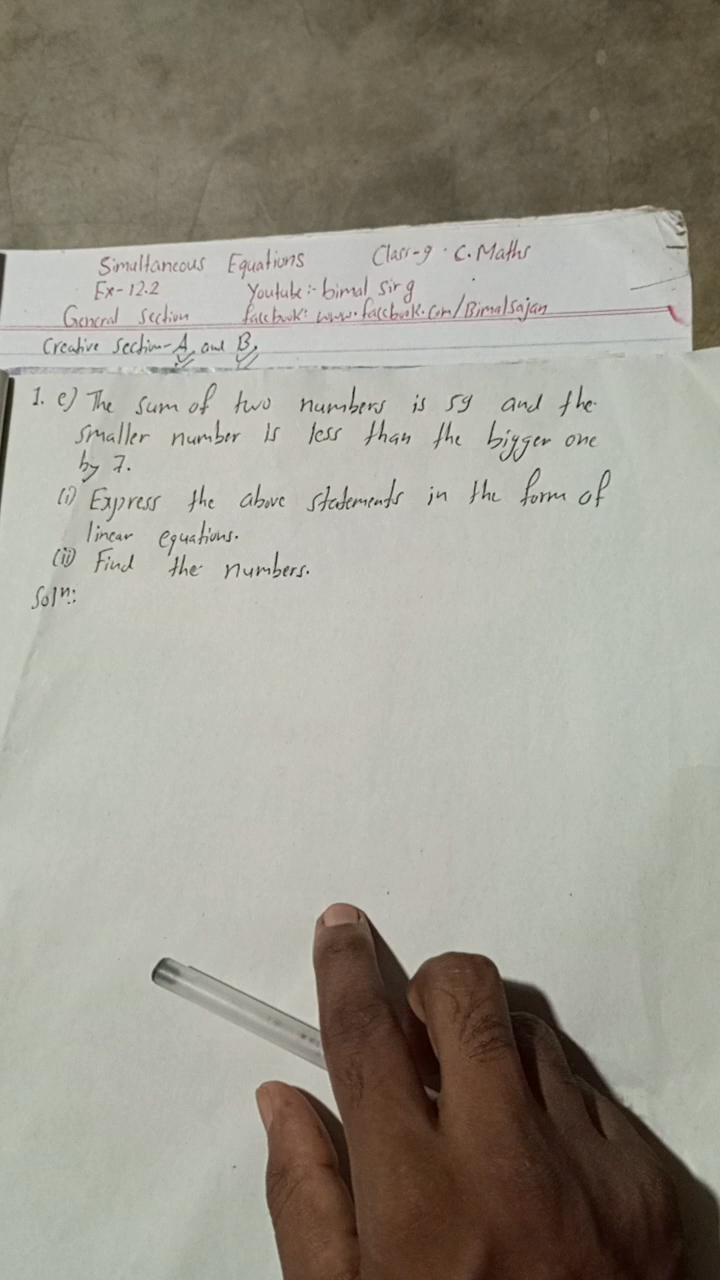 Simultaneous Equations Class-9 C. Maths
Ex-12.2 Youtube:- bimal sir g
General Section facebook: www.facebook.com/Bimalsajan
Creative Section-A and B.
1. e) The sum of two numbers is 59 and the
smaller number is less than the bigger one
by 7.
(i) Express the above statements in the form of
linear equations.
(ii) Find the numbers.
Solⁿ: